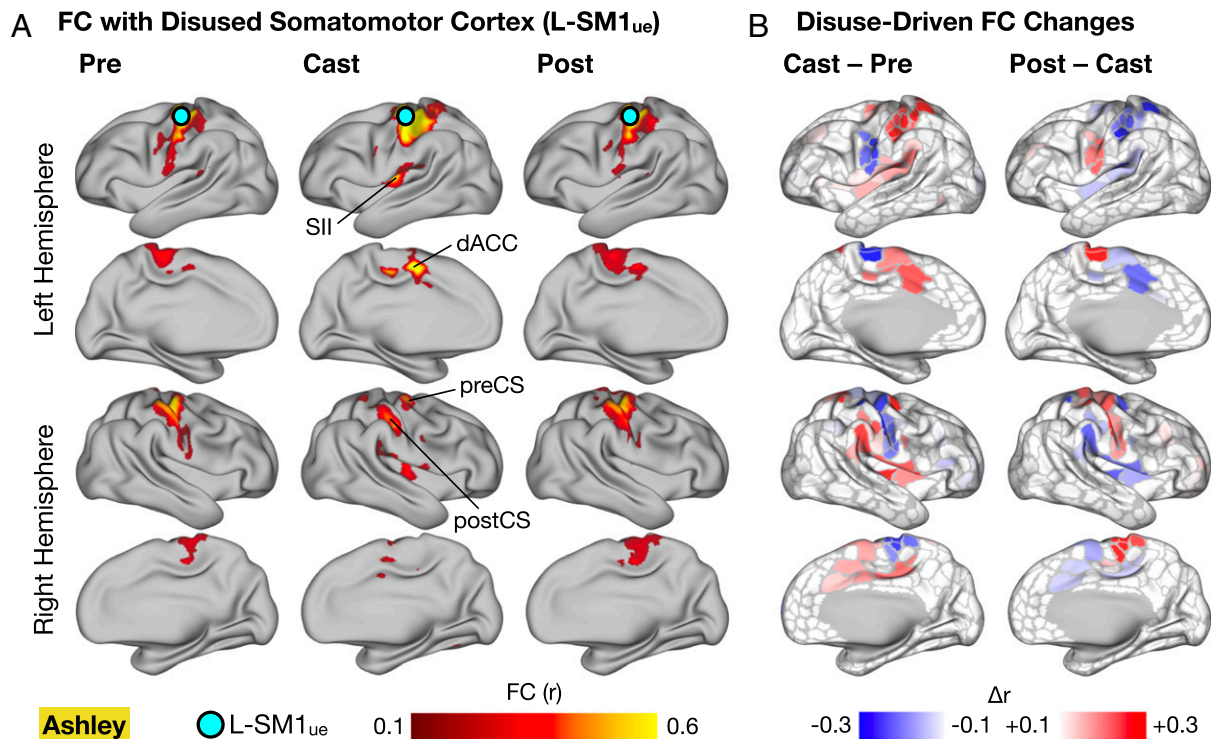 A FC with Disused Somatomotor Cortex (L-SM1ue)
B Disuse-Driven FC Changes
Pre Cast Post
Cast – Pre Post – Cast
Left Hemisphere
SII
dACC
Right Hemisphere
preCS
postCS
Ashley
L-SM1ue
FC (r)
0.1 0.6
Δr
-0.3 -0.1 +0.1 +0.3